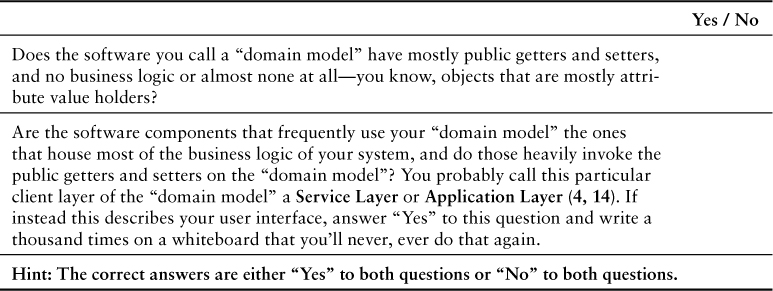 Yes / No
Does the software you call a “domain model” have mostly public getters and setters,
and no business logic or almost none at all—you know, objects that are mostly attri-
bute value holders?
Are the software components that frequently use your “domain model” the ones
that house most of the business logic of your system, and do those heavily invoke the
public getters and setters on the “domain model”? You probably call this particular
client layer of the “domain model” a Service Layer or Application Layer (4, 14). If
instead this describes your user interface, answer “Yes” to this question and write a
thousand times on a whiteboard that you’ll never, ever do that again.
Hint: The correct answers are either “Yes” to both questions or “No” to both questions.